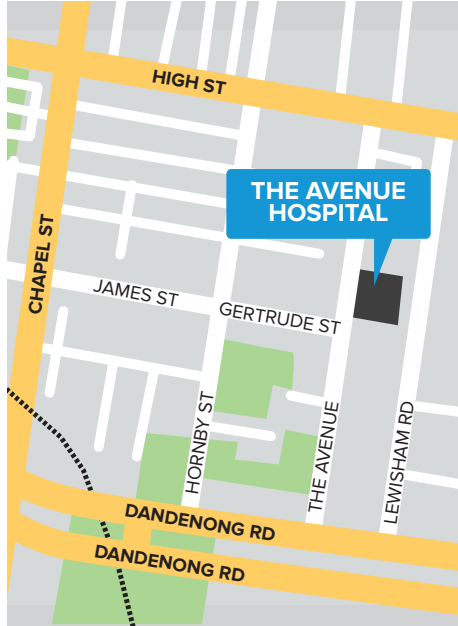 HIGH ST
THE AVENUE
HOSPITAL
CHAPEL ST
JAMES ST
GERTRUDE ST
HORNBY ST
THE AVENUE
LEWISHAM RD
DANDENONG RD
DANDENONG RD